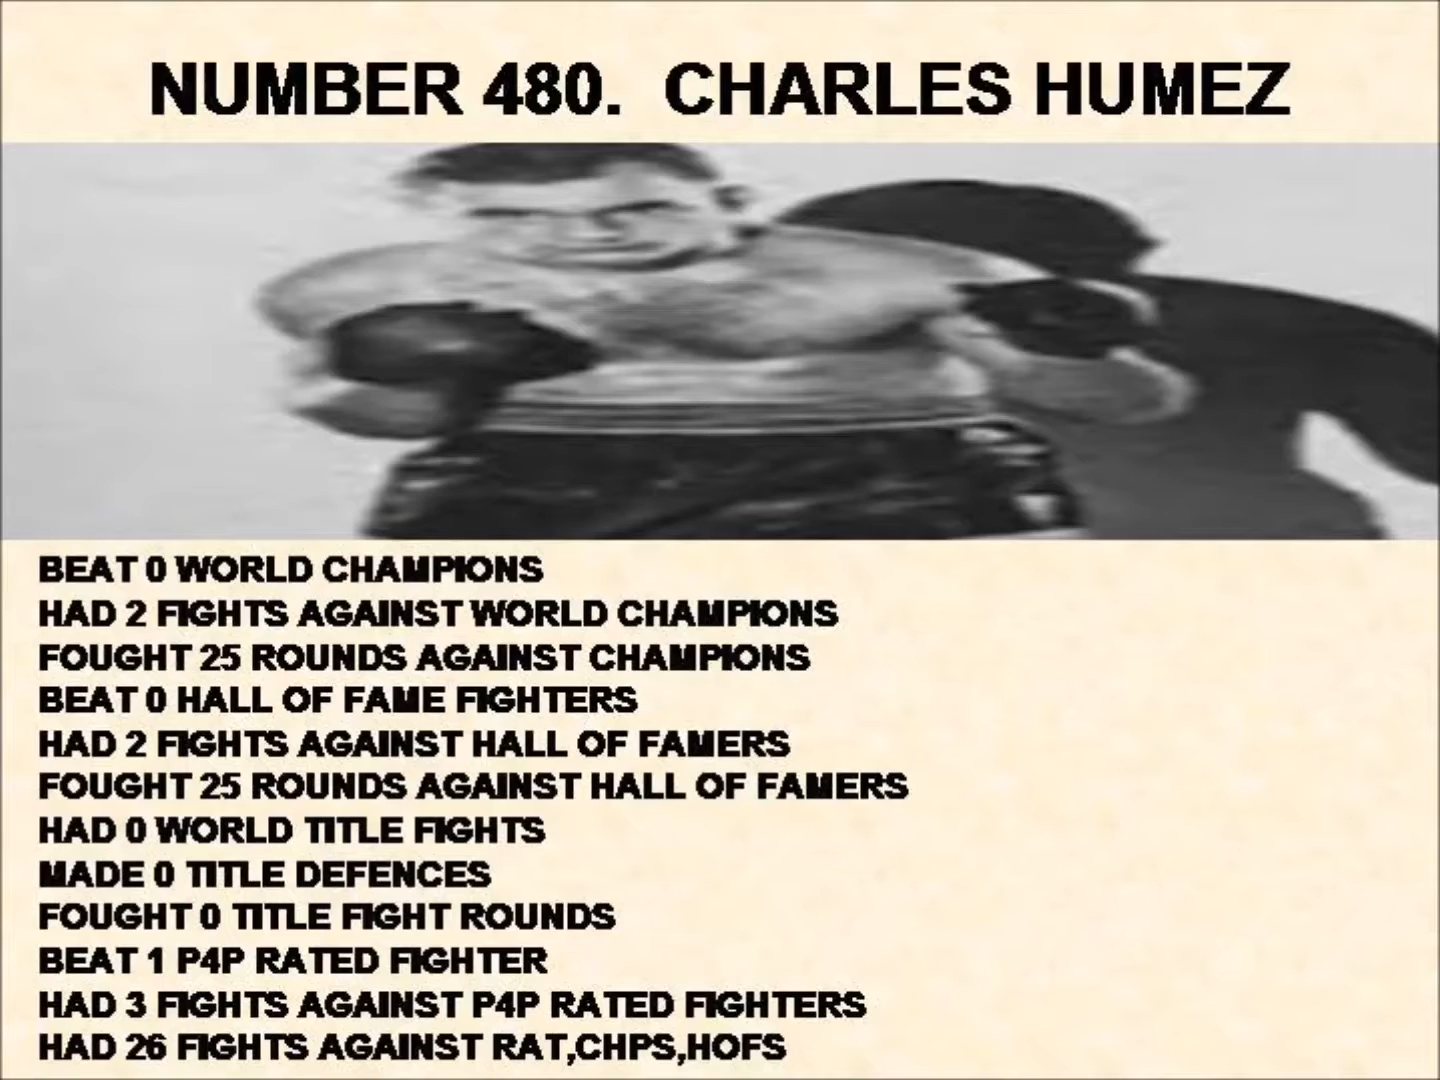 NUMBER 480. CHARLES HUMEZ
BEAT 0 WORLD CHAMPIONS
HAD 2 FIGHTS AGAINST WORLD CHAMPIONS
FOUGHT 25 ROUNDS AGAINST CHAMPIONS
BEAT 0 HALL OF FAME FIGHTERS
HAD 2 FIGHTS AGAINST HALL OF FAMERS
FOUGHT 25 ROUNDS AGAINST HALL OF FAMERS
HAD 0 WORLD TITLE FIGHTS
MADE 0 TITLE DEFENCES
FOUGHT 0 TITLE FIGHT ROUNDS
BEAT 1 P4P RATED FIGHTER
HAD 3 FIGHTS AGAINST P4P RATED FIGHTERS
HAD 26 FIGHTS AGAINST RAT,CHPS,HOFS